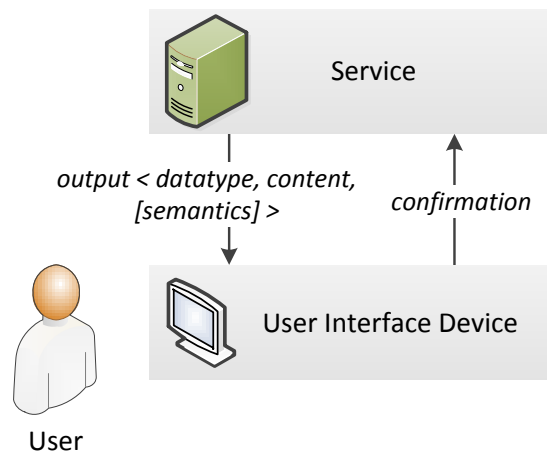 Service
output < datatype, content,
[semantics] >
confirmation
User Interface Device
User